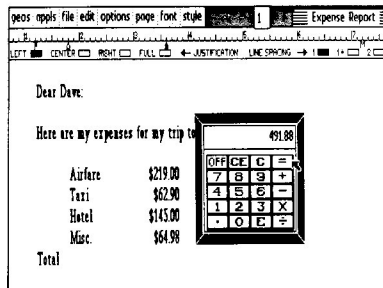 geos appls file edit options page font style 1 Expense Report
LEFT CENTER RIGHT FULL ← JUSTIFICATION LINE SPACING → 1 1+ 2
Dear Dave:
Here are my expenses for my trip to
491.88
OFF CE C =
7 8 9 +
4 5 6 -
1 2 3 X
. 0 E ÷
Airfare $219.00
Taxi $62.90
Hotel $145.00
Misc. $64.98
Total